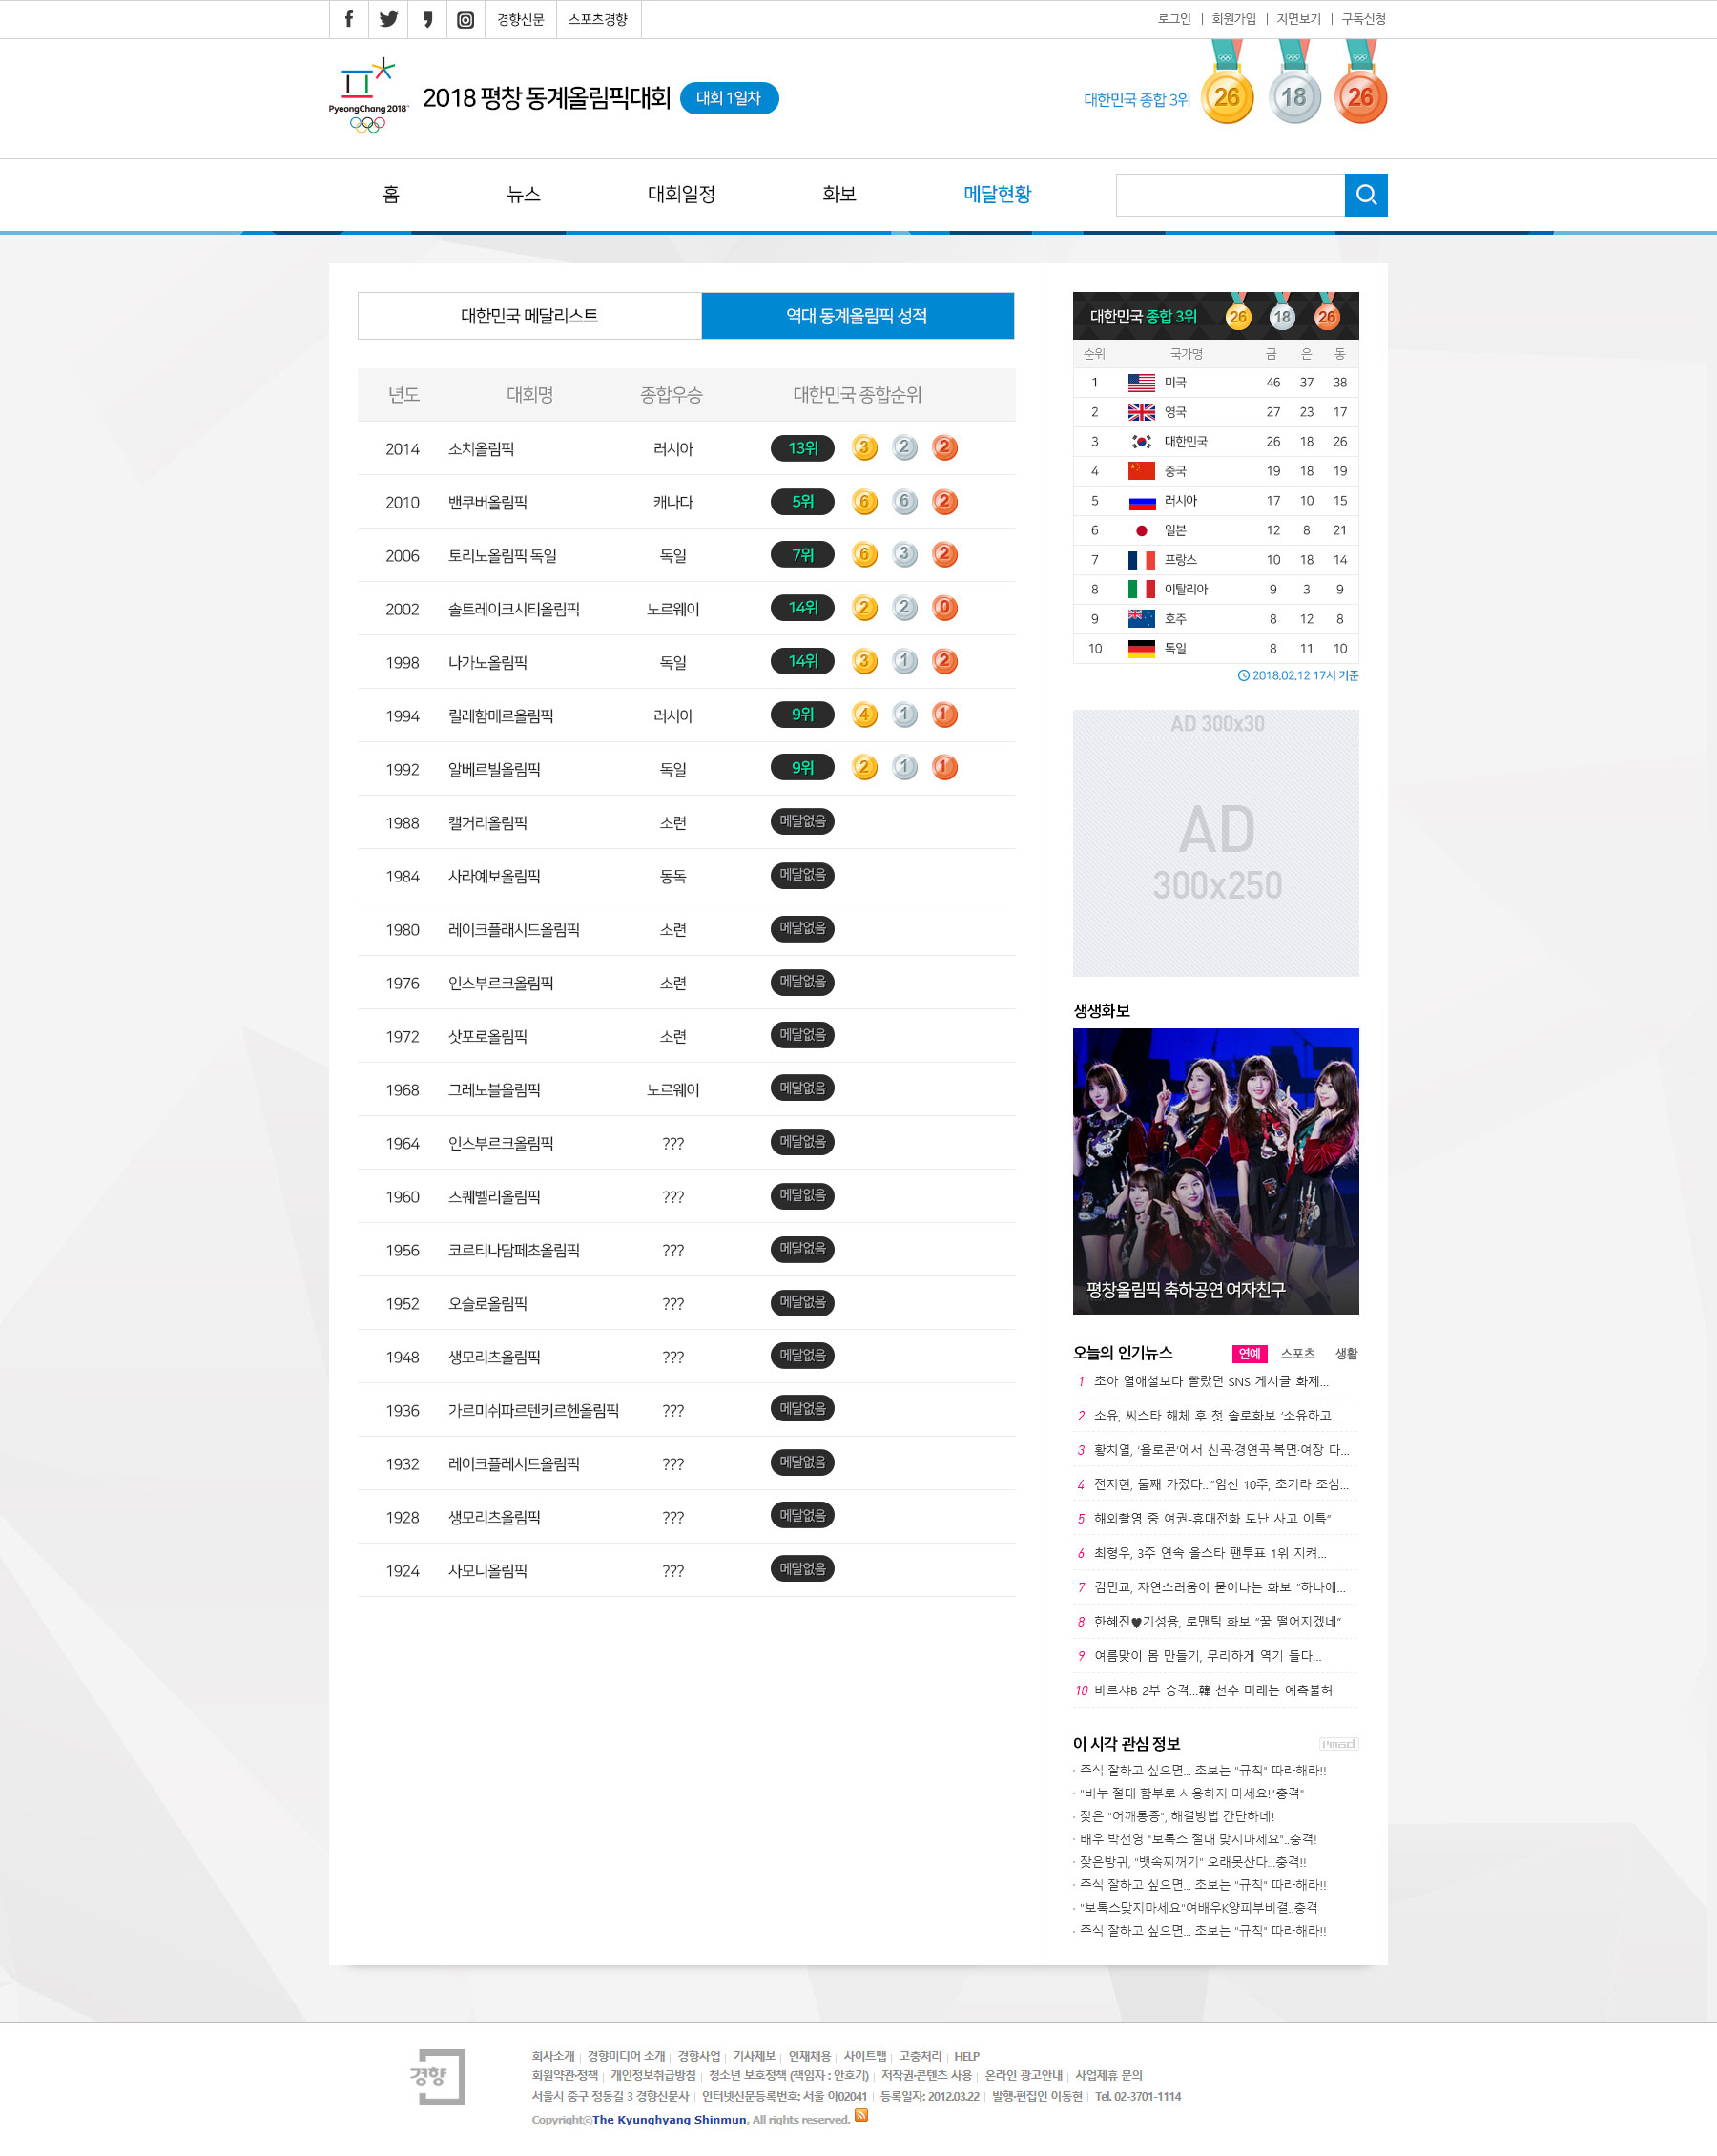 경향신문 스포츠경향
로그인 | 회원가입 | 지면보기 | 구독신청
PyeongChang 2018
2018 평창 동계올림픽대회 대회 1일차
대한민국 종합 3위 26 18 26
홈 뉴스 대회일정 화보 메달현황
대한민국 메달리스트 역대 동계올림픽 성적
년도 대회명 종합우승 대한민국 종합순위
2014 소치올림픽 러시아 13위 3 2 2
2010 밴쿠버올림픽 캐나다 5위 6 6 2
2006 토리노올림픽 독일 독일 7위 6 3 2
2002 솔트레이크시티올림픽 노르웨이 14위 2 2 0
1998 나가노올림픽 독일 14위 3 1 2
1994 릴레함메르올림픽 러시아 9위 4 1 1
1992 알베르빌올림픽 독일 9위 2 1 1
1988 캘거리올림픽 소련 메달없음
1984 사라예보올림픽 동독 메달없음
1980 레이크플래시드올림픽 소련 메달없음
1976 인스부르크올림픽 소련 메달없음
1972 삿포로올림픽 소련 메달없음
1968 그레노블올림픽 노르웨이 메달없음
1964 인스부르크올림픽 ??? 메달없음
1960 스쿼벨리올림픽 ??? 메달없음
1956 코르티나담페초올림픽 ??? 메달없음
1952 오슬로올림픽 ??? 메달없음
1948 생모리츠올림픽 ??? 메달없음
1936 가르미쉬파르텐키르헨올림픽 ??? 메달없음
1932 레이크플레시드올림픽 ??? 메달없음
1928 생모리츠올림픽 ??? 메달없음
1924 사모니올림픽 ??? 메달없음
대한민국 종합 3위 26 18 26
순위 국가명 금 은 동
1 미국 46 37 38
2 영국 27 23 17
3 대한민국 26 18 26
4 중국 19 18 19
5 러시아 17 10 15
6 일본 12 8 21
7 프랑스 10 18 14
8 이탈리아 9 3 9
9 호주 8 12 8
10 독일 8 11 10
2018.02.12 17시 기준
AD 300x30
AD
300x250
생생화보
평창올림픽 축하공연 여자친구
오늘의 인기뉴스 연예 스포츠 생활
1 초아 열애설보다 빨랐던 SNS 게시글 화제...
2 소유, 씨스타 해체 후 첫 솔로화보 '소유하고...
3 황치열, '욜로콘'에서 신곡·경연곡·복면·여장 다...
4 전지현, 둘째 가졌다..."임신 10주, 초기라 조심...
5 해외촬영 중 여권-휴대전화 도난 사고 이특"
6 최형우, 3주 연속 올스타 팬투표 1위 지켜...
7 김민교, 자연스러움이 묻어나는 화보 "하나에...
8 한혜진♥기성용, 로맨틱 화보 "꿀 떨어지겠네"
9 여름맞이 몸 만들기, 무리하게 역기 들다...
10 바르샤B 2부 승격...韓 선수 미래는 예측불허
이 시각 관심 정보 Pmad
· 주식 잘하고 싶으면... 초보는 "규칙" 따라해라!!
· "비누 절대 함부로 사용하지 마세요!"충격"
· 잦은 "어깨통증", 해결방법 간단하네!
· 배우 박선영 "보톡스 절대 맞지마세요"..충격!
· 잦은방귀, "뱃속찌꺼기" 오래못산다...충격!!
· 주식 잘하고 싶으면... 초보는 "규칙" 따라해라!!
· "보톡스맞지마세요"여배우K양피부비결..충격
· 주식 잘하고 싶으면... 초보는 "규칙" 따라해라!!
경향
회사소개 | 경향미디어 소개 | 경향사업 | 기사제보 | 인재채용 | 사이트맵 | 고충처리 | HELP
회원약관·정책 | 개인정보취급방침 | 청소년 보호정책 (책임자 : 안호기) | 저작권·콘텐츠 사용 | 온라인 광고안내 | 사업제휴 문의
서울시 중구 정동길 3 경향신문사 | 인터넷신문등록번호: 서울 아02041 | 등록일자: 2012.03.22 | 발행·편집인 이동현 | Tel. 02-3701-1114
Copyrightⓒ The Kyunghyang Shinmun, All rights reserved.